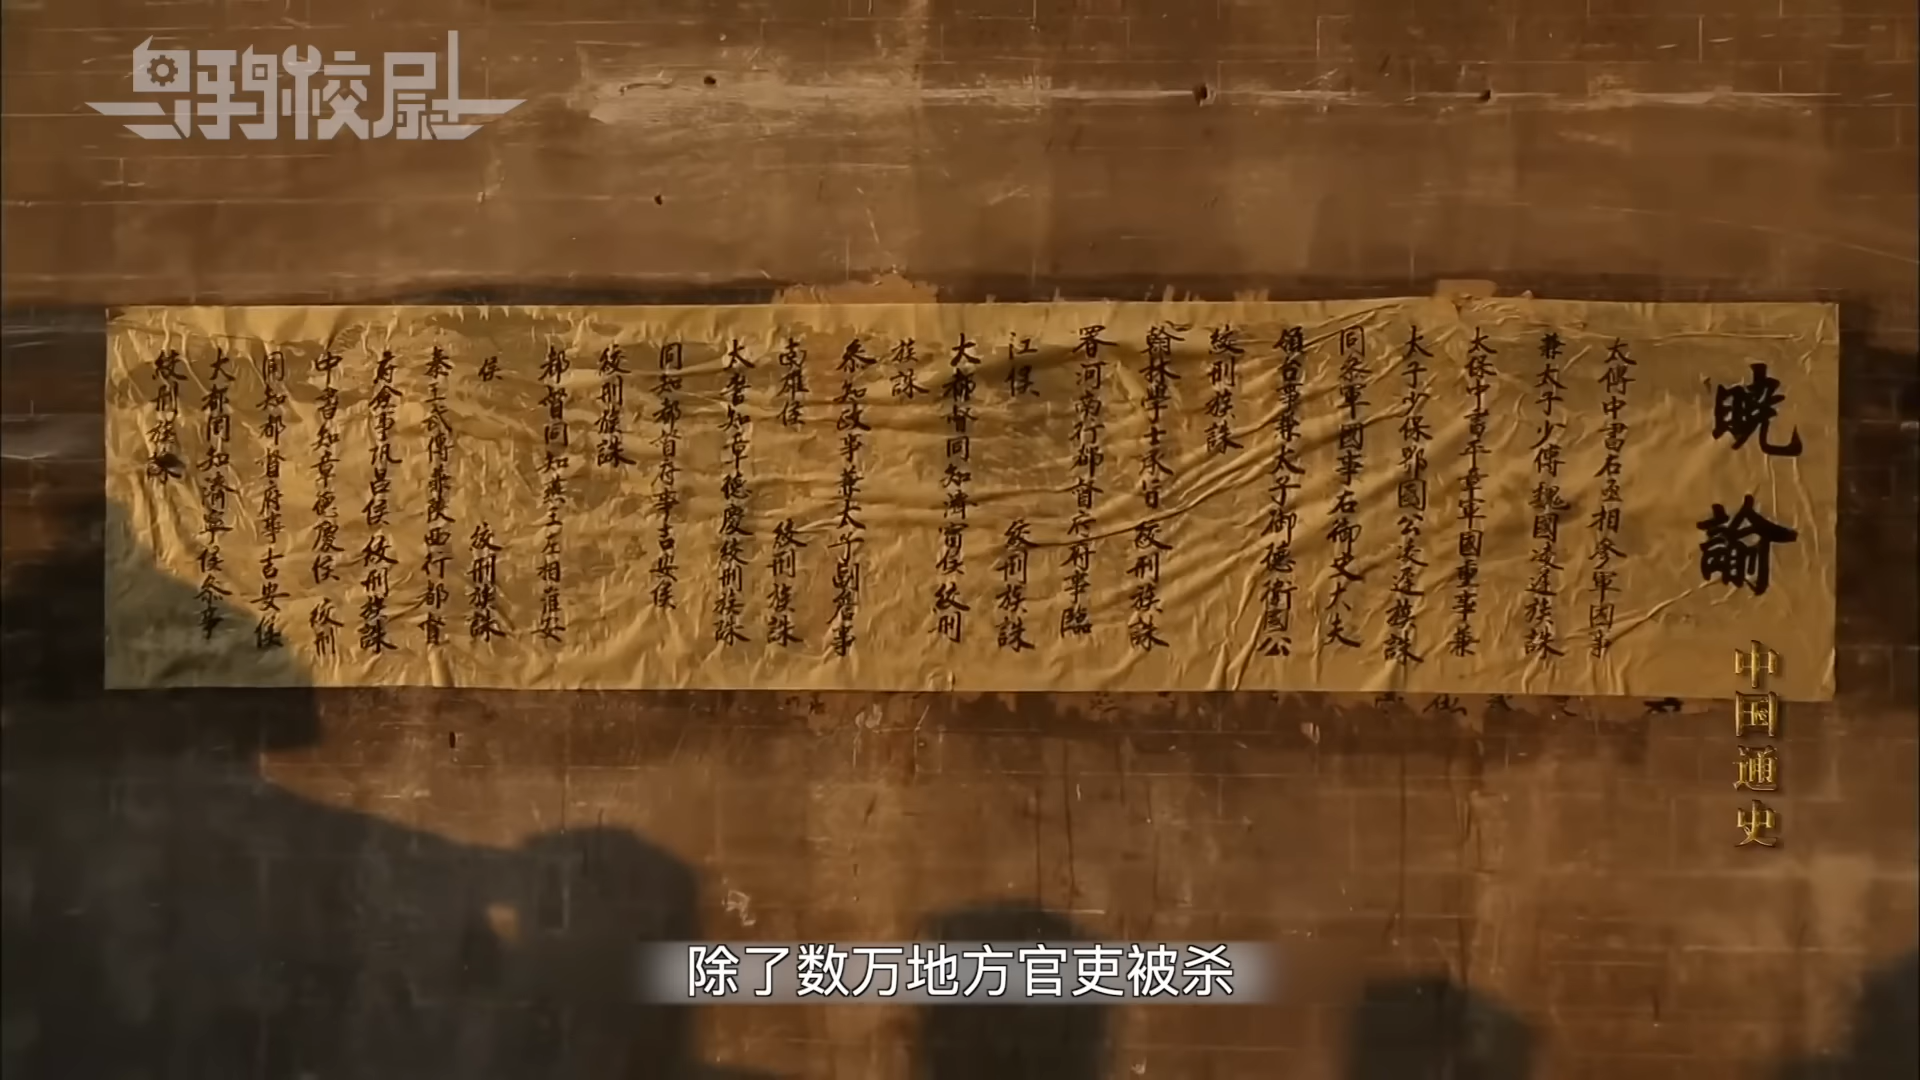 曉諭
太傅中書右丞相參軍國事
兼太子少傅魏國凌遲族誅
太保中書平章軍國重事兼
太子少保鄂國公凌遲族誅
同參軍國事右御史大夫
領台事兼太子御德衛國公
絞刑族誅
翰林學士承旨 絞刑族誅
署河南行都督府府事臨
江侯 絞刑族誅
大都督同知濟寧侯絞刑
族誅
參知政事兼太子副詹事
南雄侯 絞刑族誅
太 知章德慶絞刑族誅
同知都督府事吉安侯
絞刑族誅
都督同知燕王左相淮安
侯 絞刑族誅
秦王武傅兼陝西行都督
府僉事 侯 絞刑族誅
中書知章德慶侯 絞刑
同知都督府事吉安侯
大都同知濟寧侯參事
絞刑族誅
中国通史
除了数万地方官吏被杀